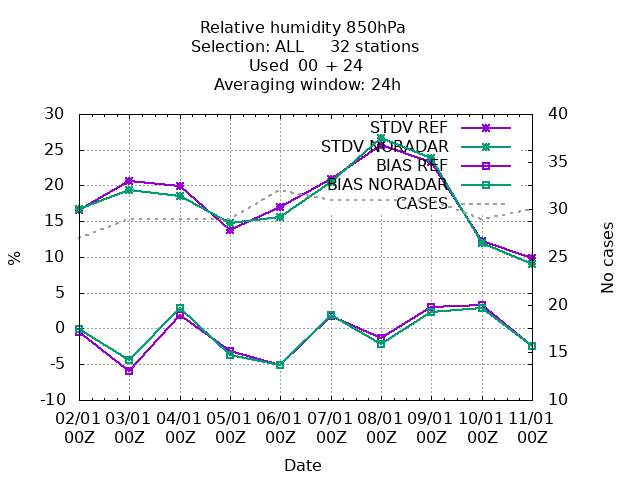 Relative humidity 850hPa
Selection: ALL 32 stations
Used 00 + 24
Averaging window: 24h
30 40
STDV REF
25 STDV NORADAR 35
BIAS REF
20 BIAS NORADAR 30
CASES
15
% 10 25 No cases
5
0 20
-5 15
-10 10
02/01 03/01 04/01 05/01 06/01 07/01 08/01 09/01 10/01 11/01
00Z 00Z 00Z 00Z 00Z 00Z 00Z 00Z 00Z 00Z
Date